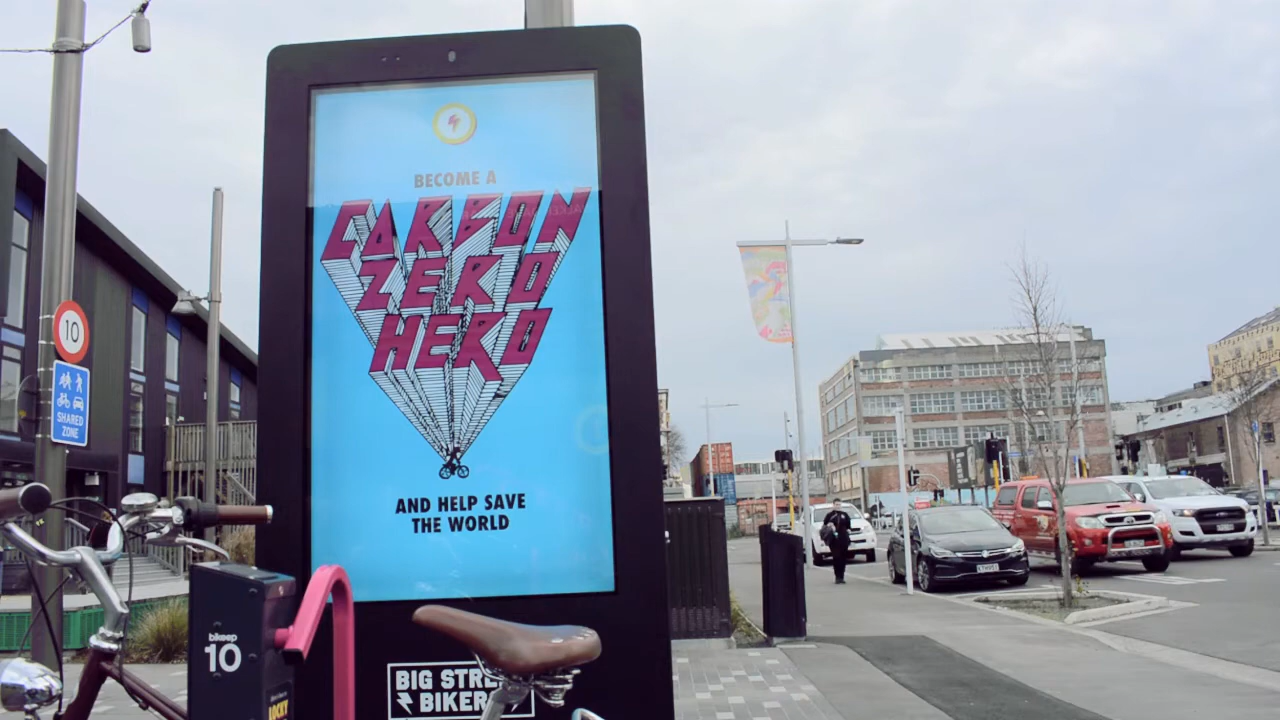 BECOME A
CARBON
ZERO
HERO
AND HELP SAVE
THE WORLD
10
SHARED
ZONE
bikeep
10
BIG STRE
BIKER